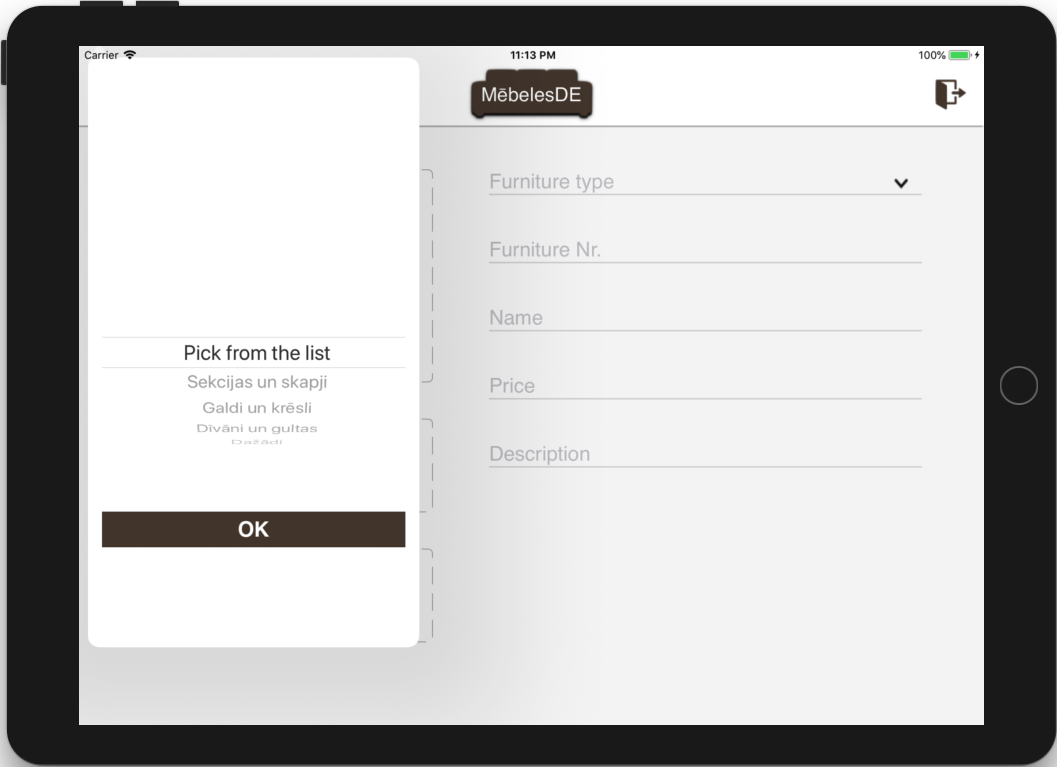 Carrier
11:13 PM
100%
MēbelesDE
Furniture type
Furniture Nr.
Name
Price
Description
Pick from the list
Sekcijas un skapji
Galdi un krēsli
Dīvāni un gultas
Dažādi
OK